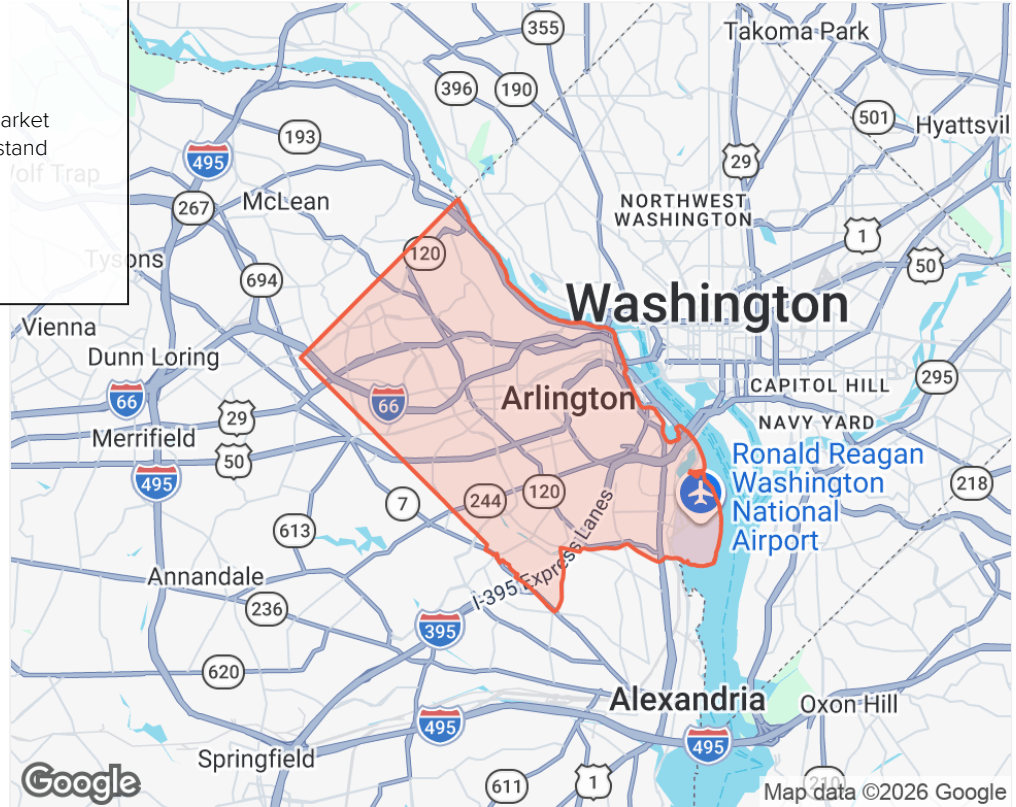 arket
stand
Wolf Trap
Tysons
355
Takoma Park
396
190
501
Hyattsvil
193
495
29
267
McLean
NORTHWEST
WASHINGTON
1
120
50
694
Washington
Vienna
Dunn Loring
295
66
66
Arlington
CAPITOL HILL
29
NAVY YARD
Merrifield
50
Ronald Reagan
Washington
National
Airport
495
7
244
120
218
613
I-395 Express Lanes
Annandale
236
395
620
Alexandria
Oxon Hill
495
495
Springfield
Google
611
1
210
Map data ©2026 Google